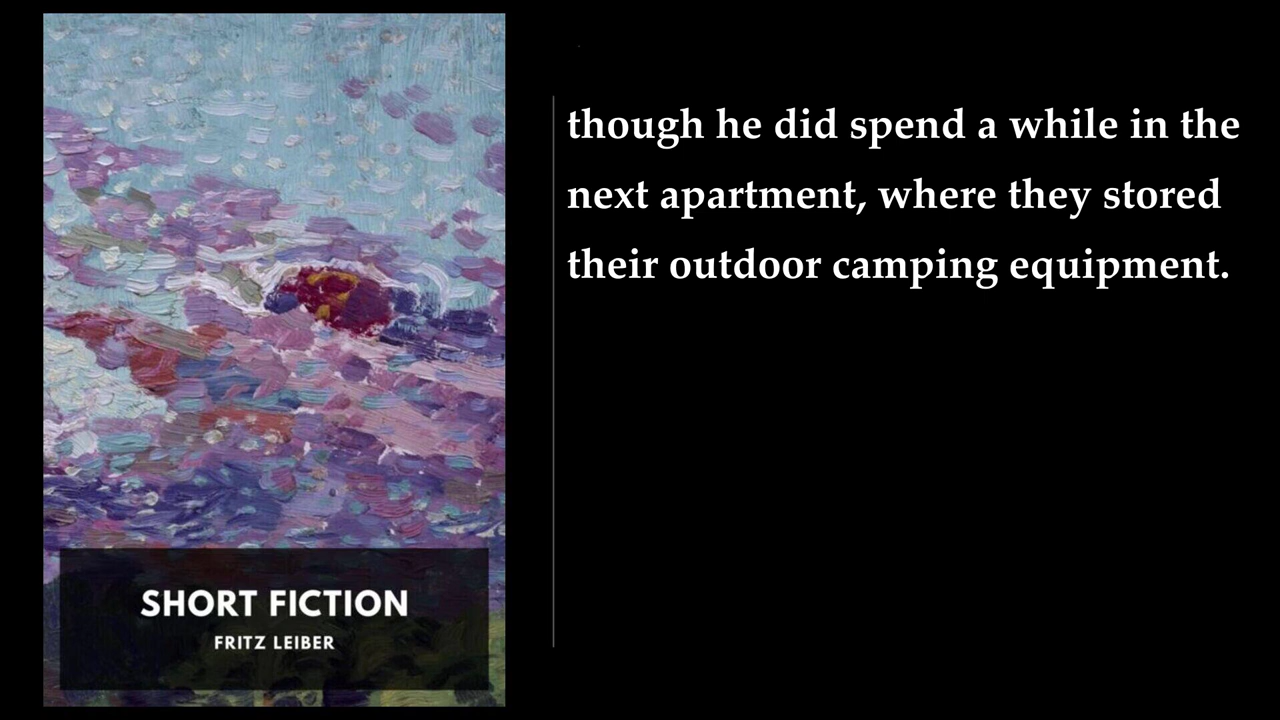 though he did spend a while in the
next apartment, where they stored
their outdoor camping equipment.
SHORT FICTION
FRITZ LEIBER